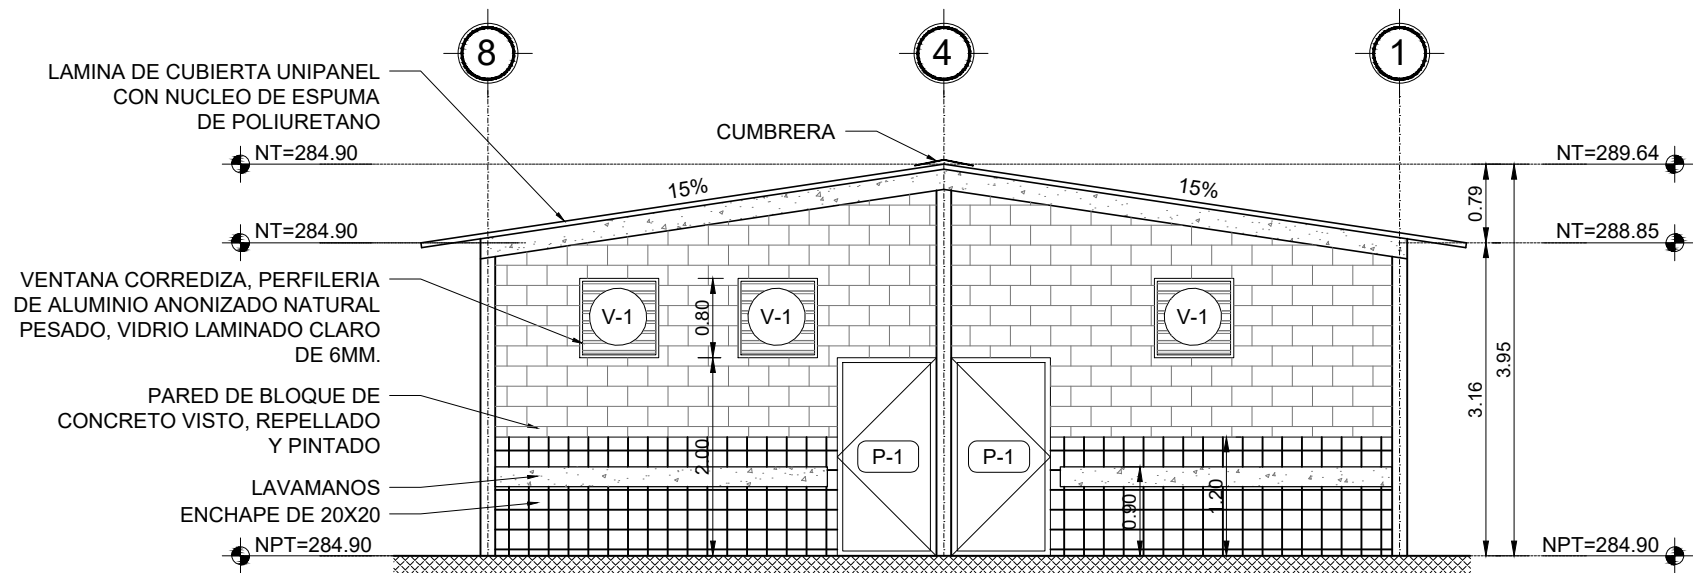 8
4
1
LAMINA DE CUBIERTA UNIPANEL
CON NUCLEO DE ESPUMA
DE POLIURETANO
CUMBRERA
NT=284.90
NT=289.64
15%
15%
0.79
NT=284.90
NT=288.85
VENTANA CORREDIZA, PERFILERIA
DE ALUMINIO ANONIZADO NATURAL
PESADO, VIDRIO LAMINADO CLARO
DE 6MM.
V-1
0.80
V-1
V-1
3.95
3.16
PARED DE BLOQUE DE
CONCRETO VISTO, REPELLADO
Y PINTADO
2.00
P-1
P-1
LAVAMANOS
ENCHAPE DE 20X20
0.90
1.20
NPT=284.90
NPT=284.90